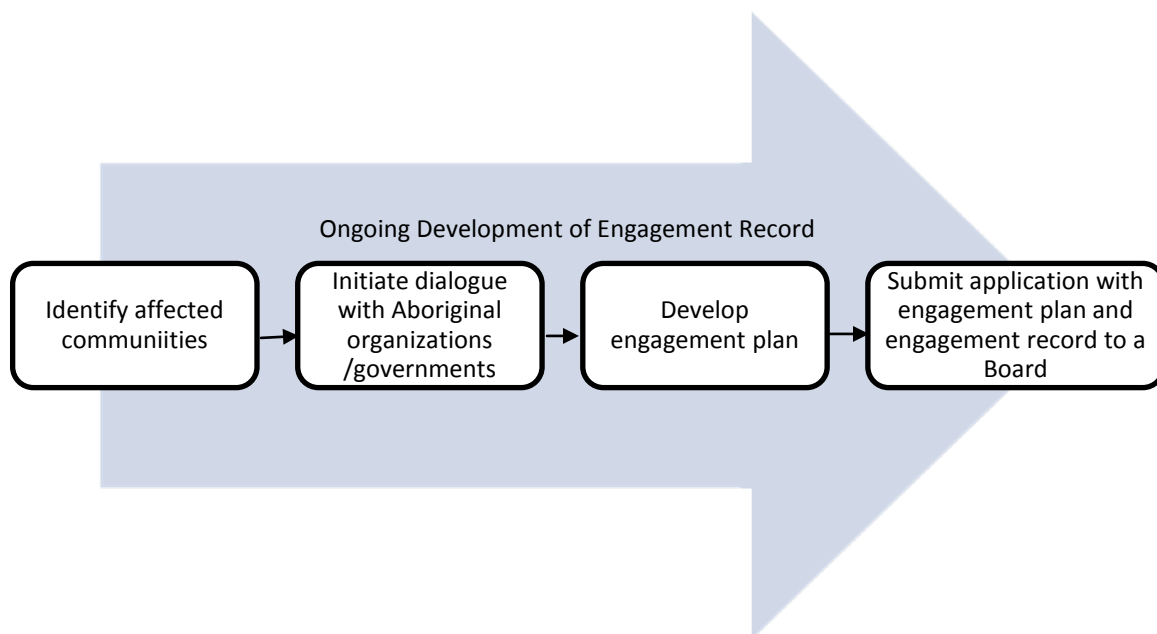 Ongoing Development of Engagement Record
Identify affected
communiities
Initiate dialogue
with Aboriginal
organizations
/governments
Develop
engagement plan
Submit application with
engagement plan and
engagement record to a
Board